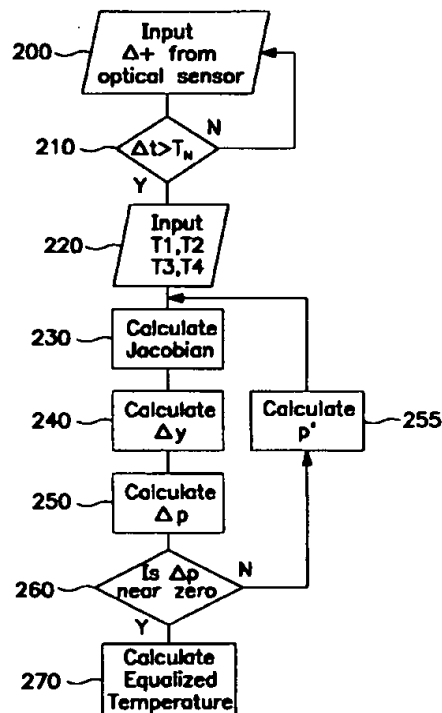 200
Input
Δ+ from
optical sensor
210
Δt>T_N
N
Y
220
Input
T1,T2
T3,T4
230
Calculate
Jacobian
240
Calculate
Δy
Calculate
p'
255
250
Calculate
Δp
260
Is Δp
near zero
N
Y
270
Calculate
Equalized
Temperature